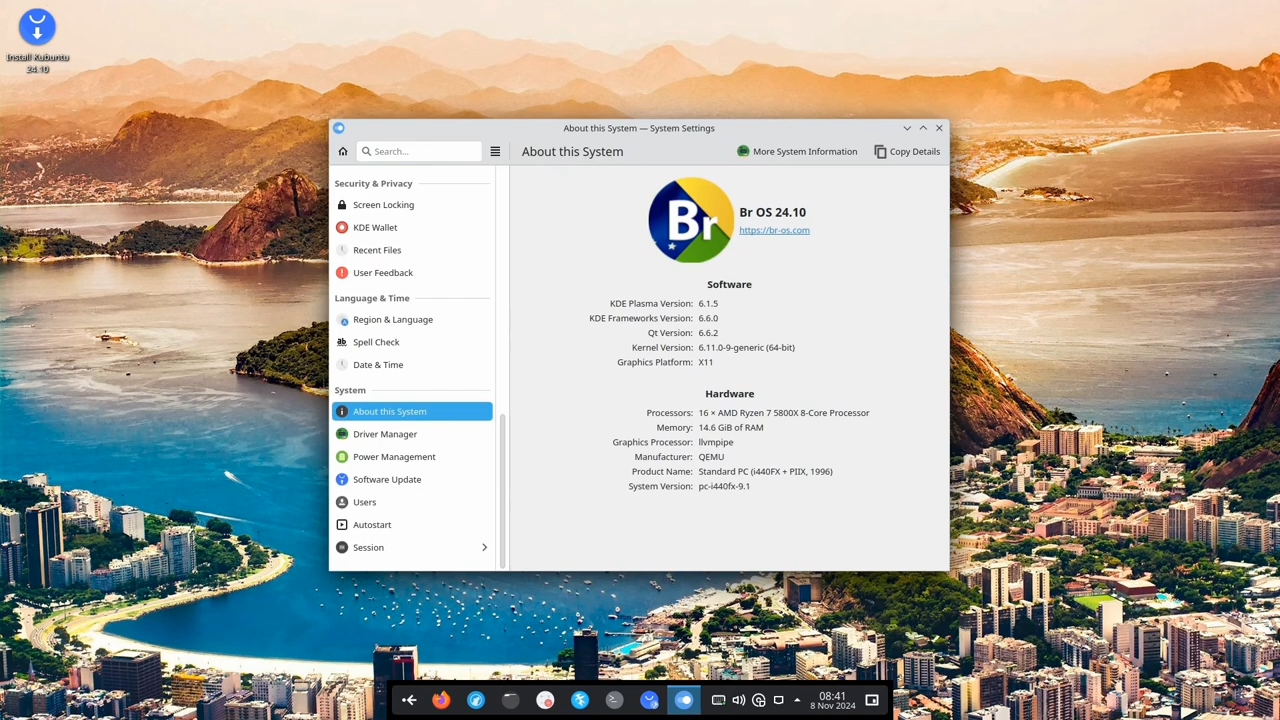 Install Kubuntu
24.10
About this System — System Settings
Search...
About this System
More System Information
Copy Details
Security & Privacy
Screen Locking
KDE Wallet
Recent Files
User Feedback
Language & Time
Region & Language
Spell Check
Date & Time
System
About this System
Driver Manager
Power Management
Software Update
Users
Autostart
Session
Br
Br OS 24.10
https://br-os.com
Software
KDE Plasma Version: 6.1.5
KDE Frameworks Version: 6.6.0
Qt Version: 6.6.2
Kernel Version: 6.11.0-9-generic (64-bit)
Graphics Platform: X11
Hardware
Processors: 16 × AMD Ryzen 7 5800X 8-Core Processor
Memory: 14.6 GiB of RAM
Graphics Processor: llvmpipe
Manufacturer: QEMU
Product Name: Standard PC (i440FX + PIIX, 1996)
System Version: pc-i440fx-9.1
08:41
8 Nov 2024